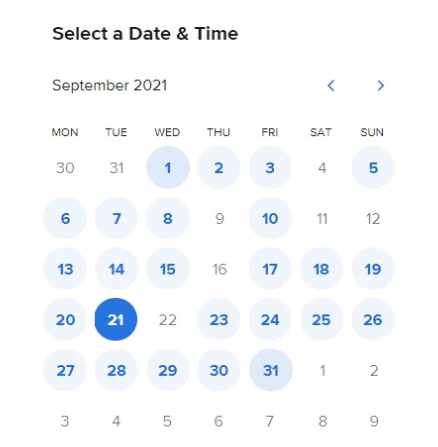 Select a Date & Time
September 2021
MON TUE WED THU FRI SAT SUN
30 31 1 2 3 4 5
6 7 8 9 10 11 12
13 14 15 16 17 18 19
20 21 22 23 24 25 26
27 28 29 30 31 1 2
3 4 5 6 7 8 9